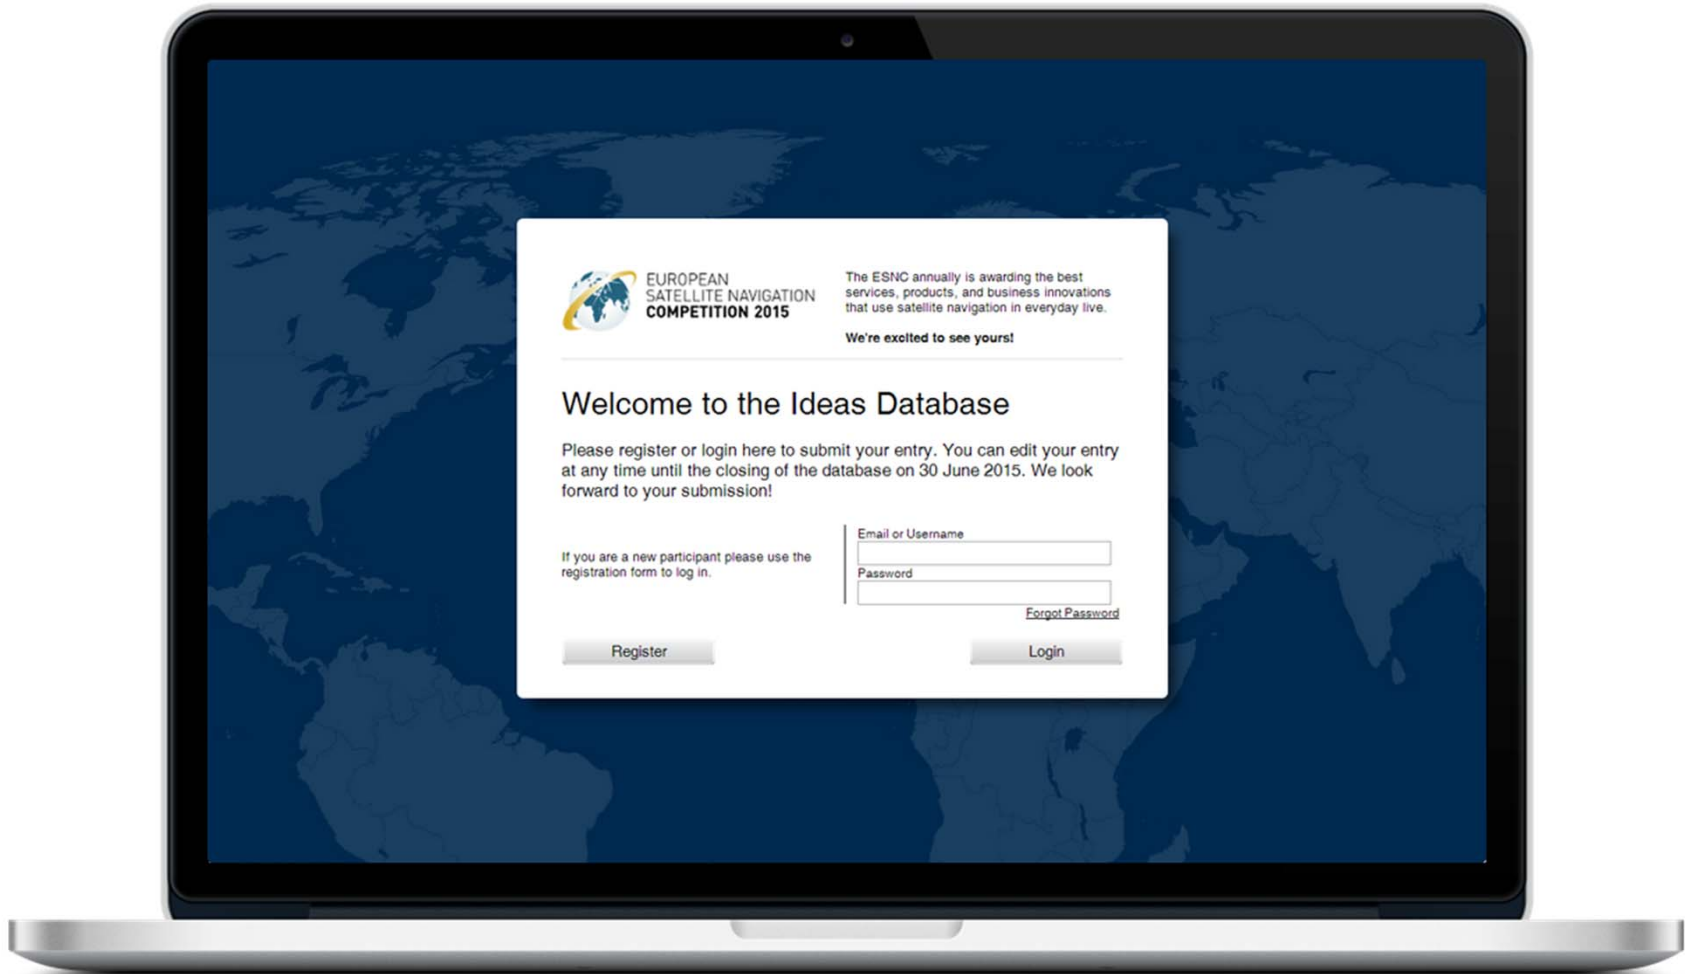 EUROPEAN
SATELLITE NAVIGATION
COMPETITION 2015
The ESNC annually is awarding the best
services, products, and business innovations
that use satellite navigation in everyday live.
We're excited to see yours!
Welcome to the Ideas Database
Please register or login here to submit your entry. You can edit your entry
at any time until the closing of the database on 30 June 2015. We look
forward to your submission!
If you are a new participant please use the
registration form to log in.
Email or Username
Password
Forgot Password
Register
Login